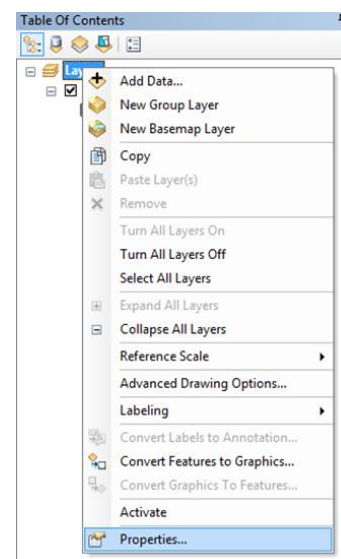 Table Of Contents
Lay
Add Data...
New Group Layer
New Basemap Layer
Copy
Paste Layer(s)
Remove
Turn All Layers On
Turn All Layers Off
Select All Layers
Expand All Layers
Collapse All Layers
Reference Scale
Advanced Drawing Options...
Labeling
Convert Labels to Annotation...
Convert Features to Graphics...
Convert Graphics To Features...
Activate
Properties...